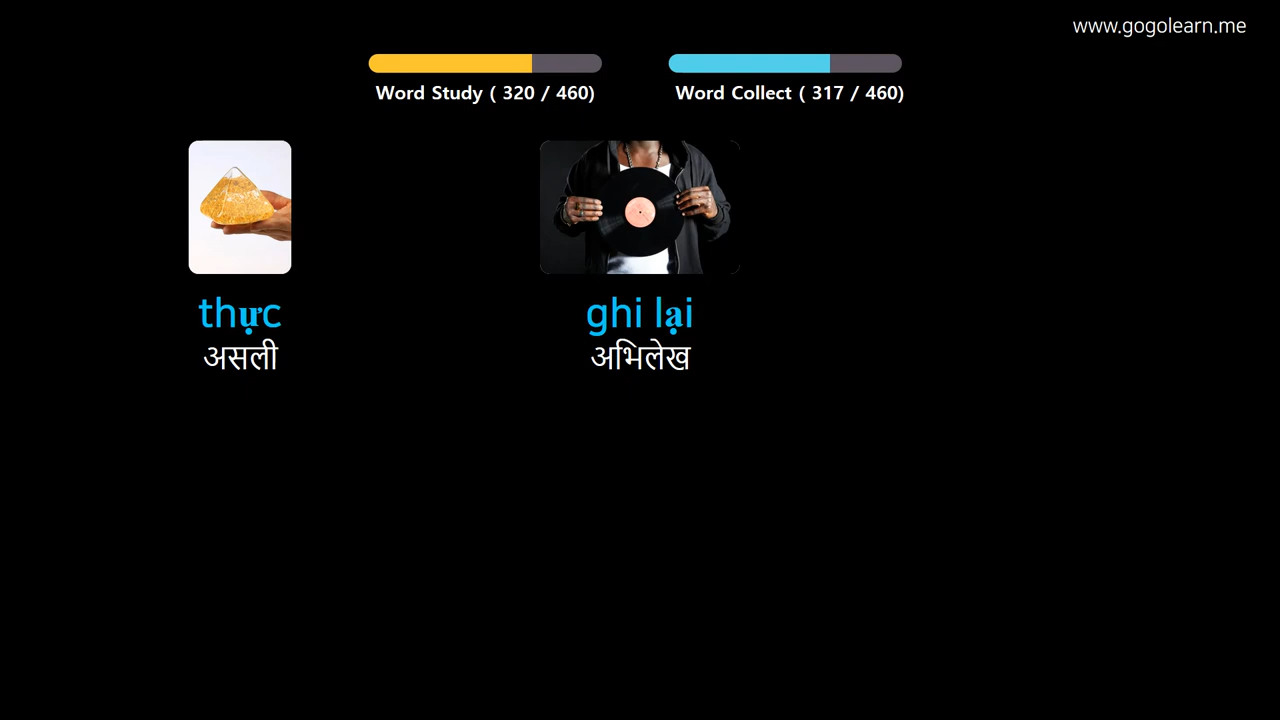 www.gogolearn.me
Word Study ( 320 / 460)
Word Collect ( 317 / 460)
thực
असली
ghi lại
अभिलेख